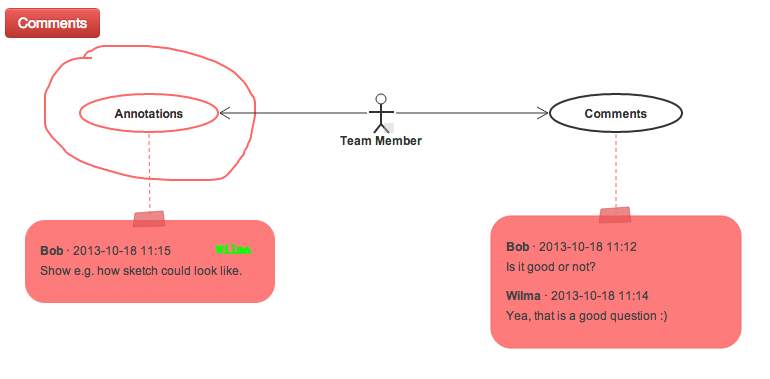 Comments
Annotations
Team Member
Comments
Bob · 2013-10-18 11:15
Wilma
Show e.g. how sketch could look like.
Bob · 2013-10-18 11:12
Is it good or not?
Wilma · 2013-10-18 11:14
Yea, that is a good question :)